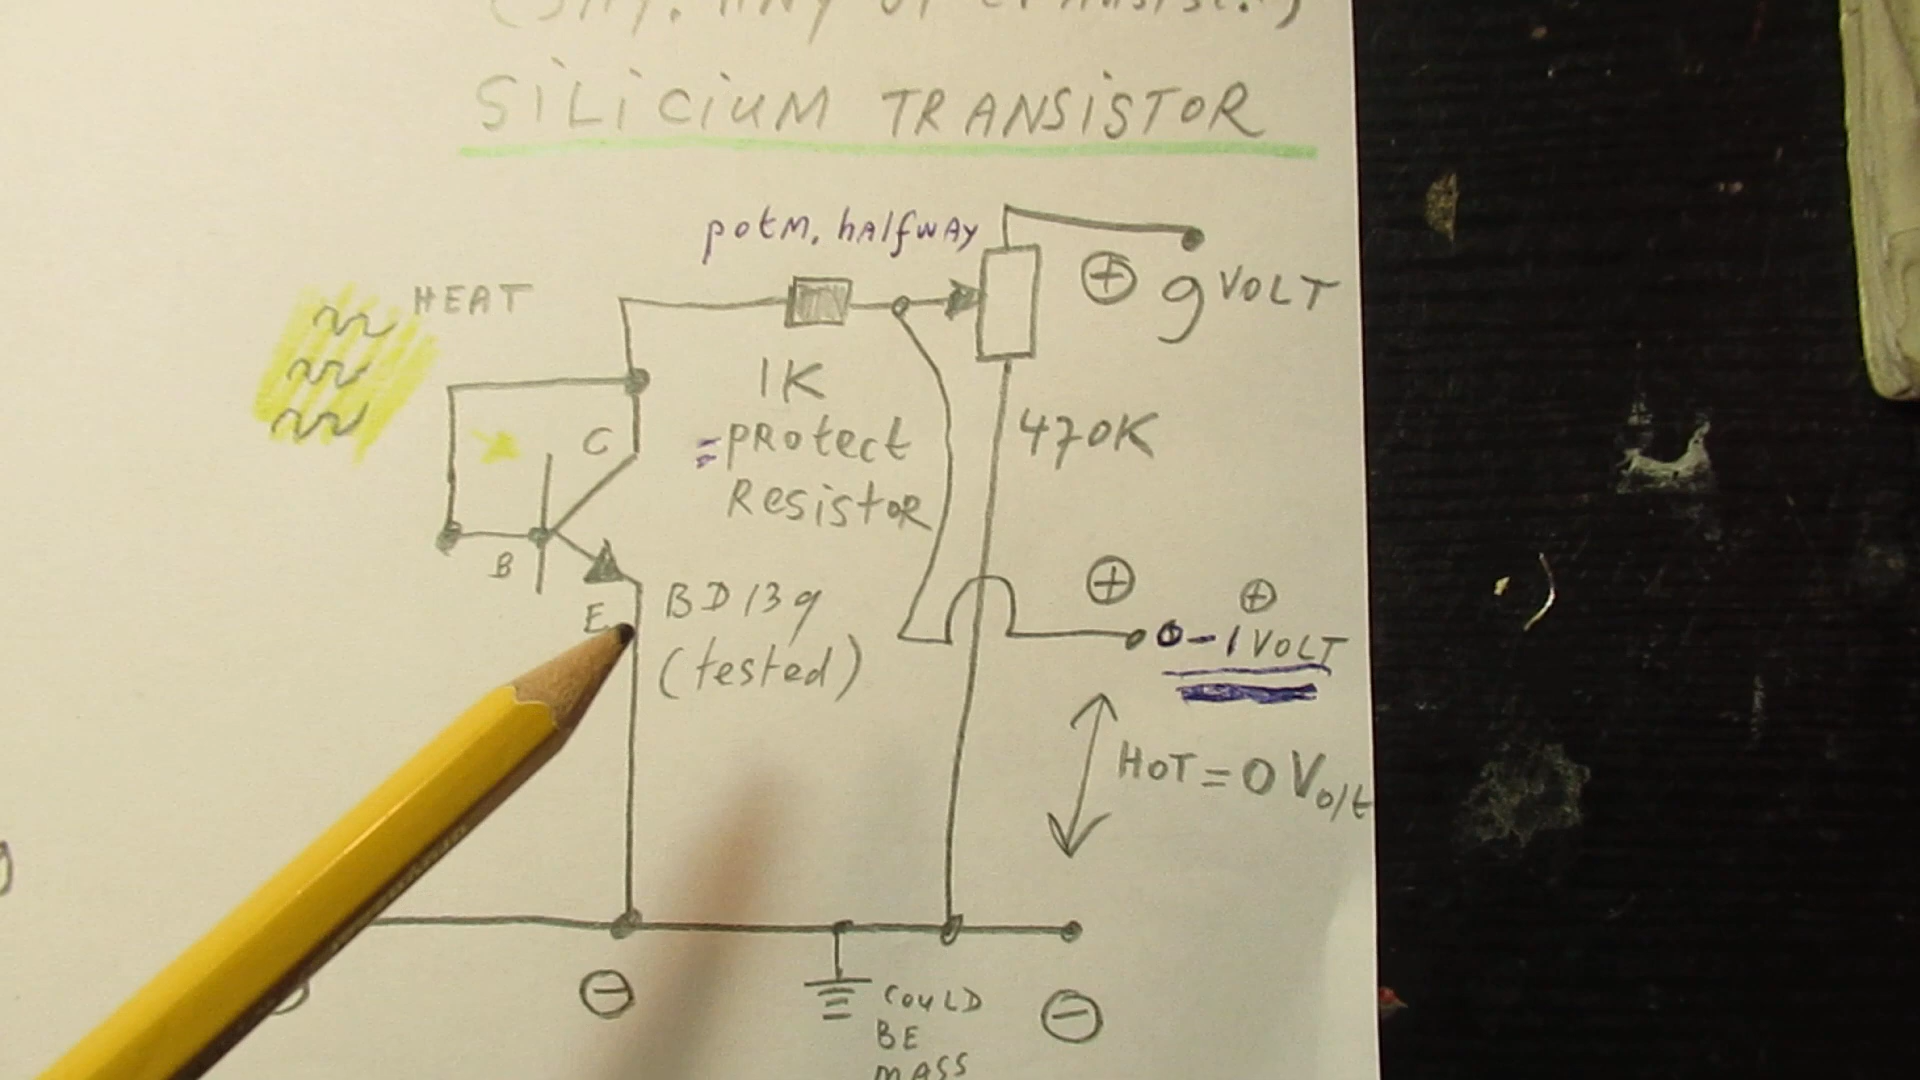 SiLiCiUM TRANSiSTOR
potm. halfway
HEAT
+ 9 VOLT
1K
= PROtect
Resistor
470K
C
B
E
BD139
(tested)
+
+
0-1 VOLT
HOT = 0 Volt
-
COULD
BE
MASS
-